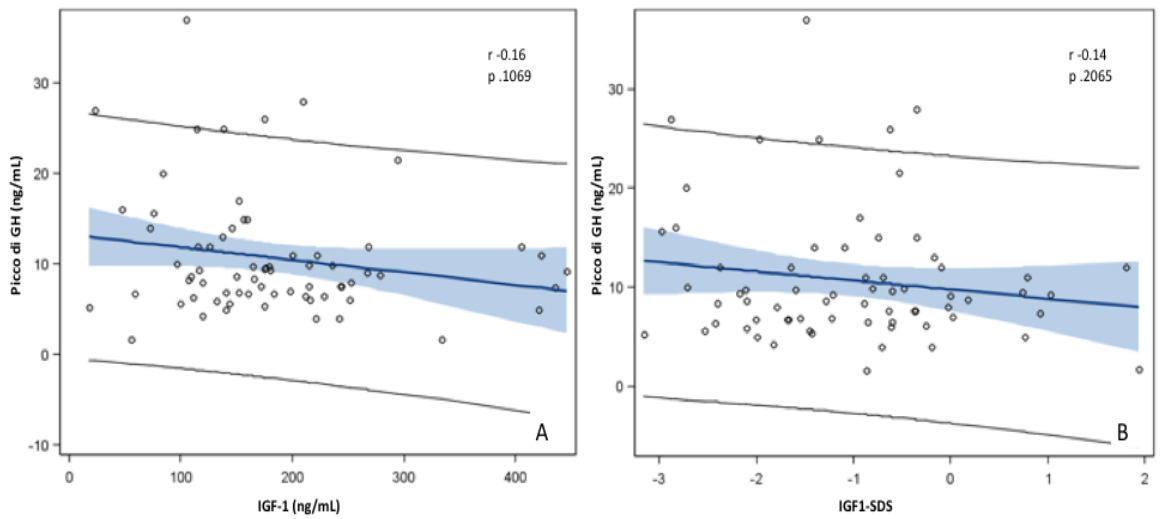 r -0.16
p .1069
30
20
10
0
-10
Picco di GH (ng/mL)
A
0 100 200 300 400
IGF-1 (ng/mL)
r -0.14
p .2065
30
20
10
0
Picco di GH (ng/mL)
B
-3 -2 -1 0 1 2
IGF1-SDS